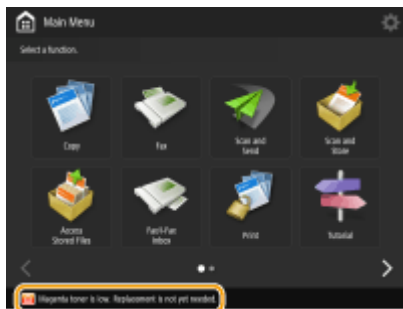 Main Menu
Select a function.
Copy
Fax
Scan and
Send
Scan and
Store
Access
Stored Files
Fax/I-Fax
Inbox
Print
Tutorial
Magenta toner is low. Replacement is not yet needed.